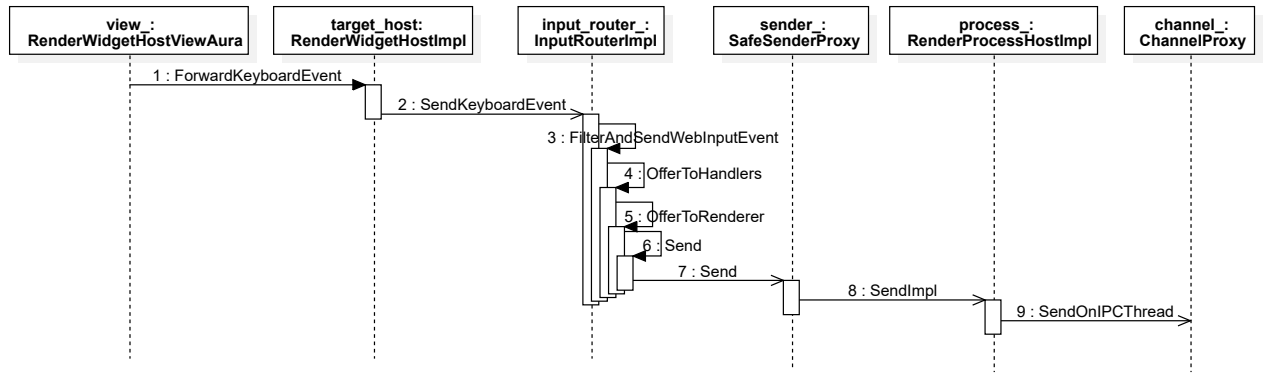 view_:
RenderWidgetHostViewAura
target_host:
RenderWidgetHostImpl
input_router_:
InputRouterImpl
sender_:
SafeSenderProxy
process_:
RenderProcessHostImpl
channel_:
ChannelProxy
1 : ForwardKeyboardEvent
2 : SendKeyboardEvent
3 : FilterAndSendWebInputEvent
4 : OfferToHandlers
5 : OfferToRenderer
6 : Send
7 : Send
8 : SendImpl
9 : SendOnIPCThread